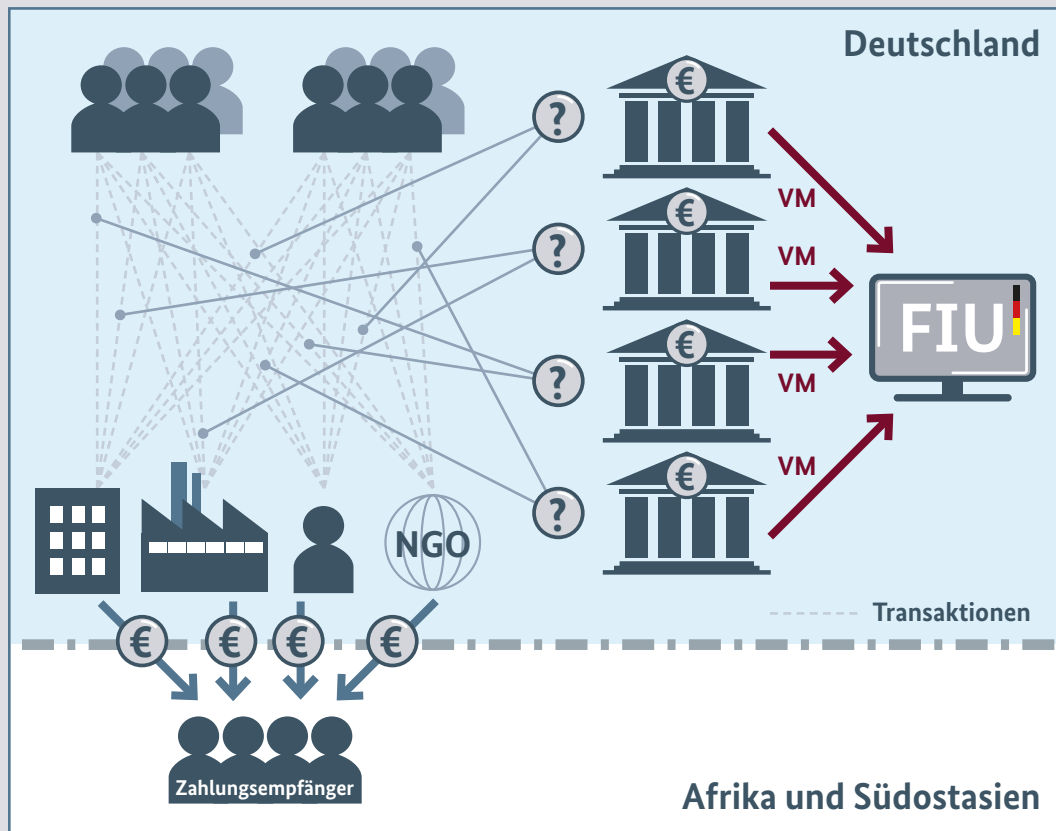 Deutschland
€
?
VM
€
?
VM
FIU
€
?
VM
€
?
VM
NGO
Transaktionen
€ € € €
Zahlungsempfänger
Afrika und Südostasien